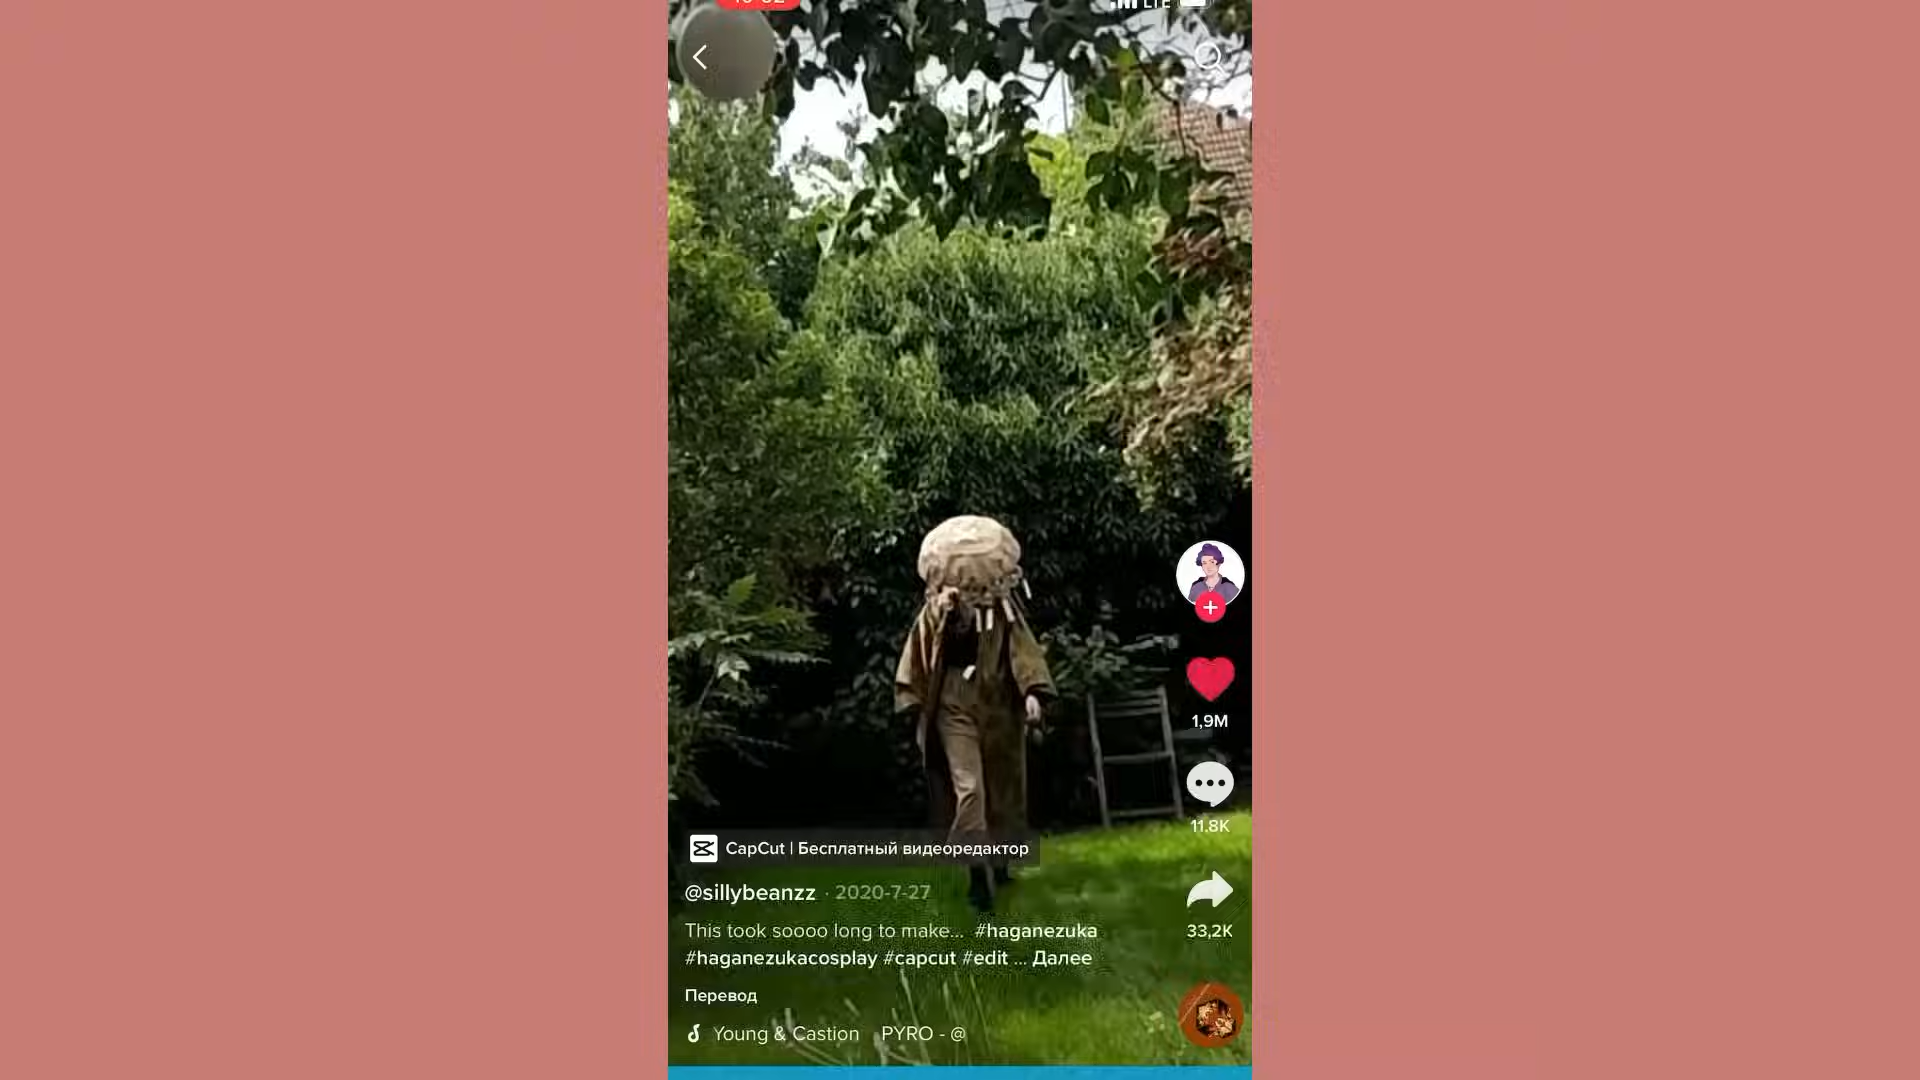 LTE
1,9M
11,8K
CapCut | Бесплатный видеоредактор
@sillybeanzz · 2020-7-27
33,2K
This took soooo long to make... #haganezuka
#haganezukacosplay #capcut #edit ... Далее
Перевод
Young & Castion PYRO - @